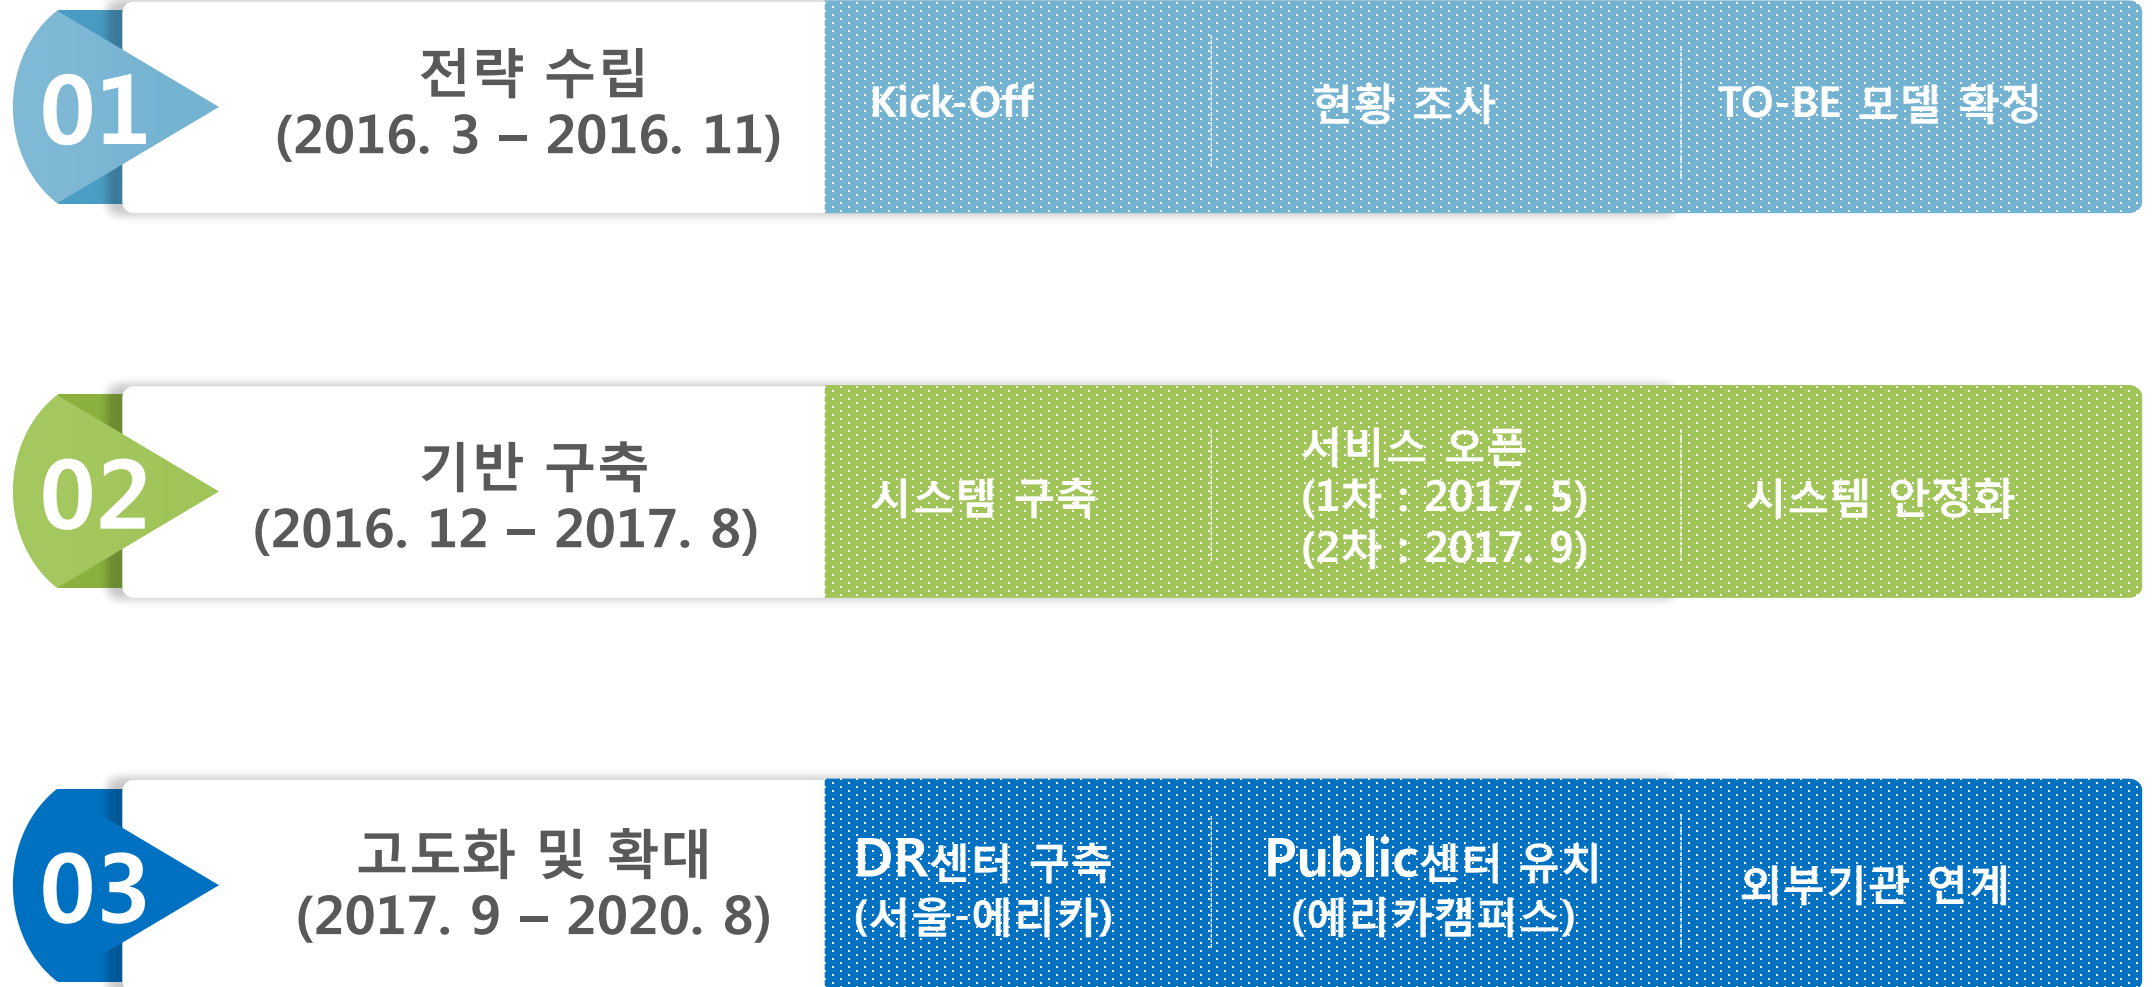 01
전략 수립
(2016. 3 – 2016. 11)
Kick-Off
현황 조사
TO-BE 모델 확정
02
기반 구축
(2016. 12 – 2017. 8)
시스템 구축
서비스 오픈
(1차 : 2017. 5)
(2차 : 2017. 9)
시스템 안정화
03
고도화 및 확대
(2017. 9 – 2020. 8)
DR센터 구축
(서울-에리카)
Public센터 유치
(에리카캠퍼스)
외부기관 연계